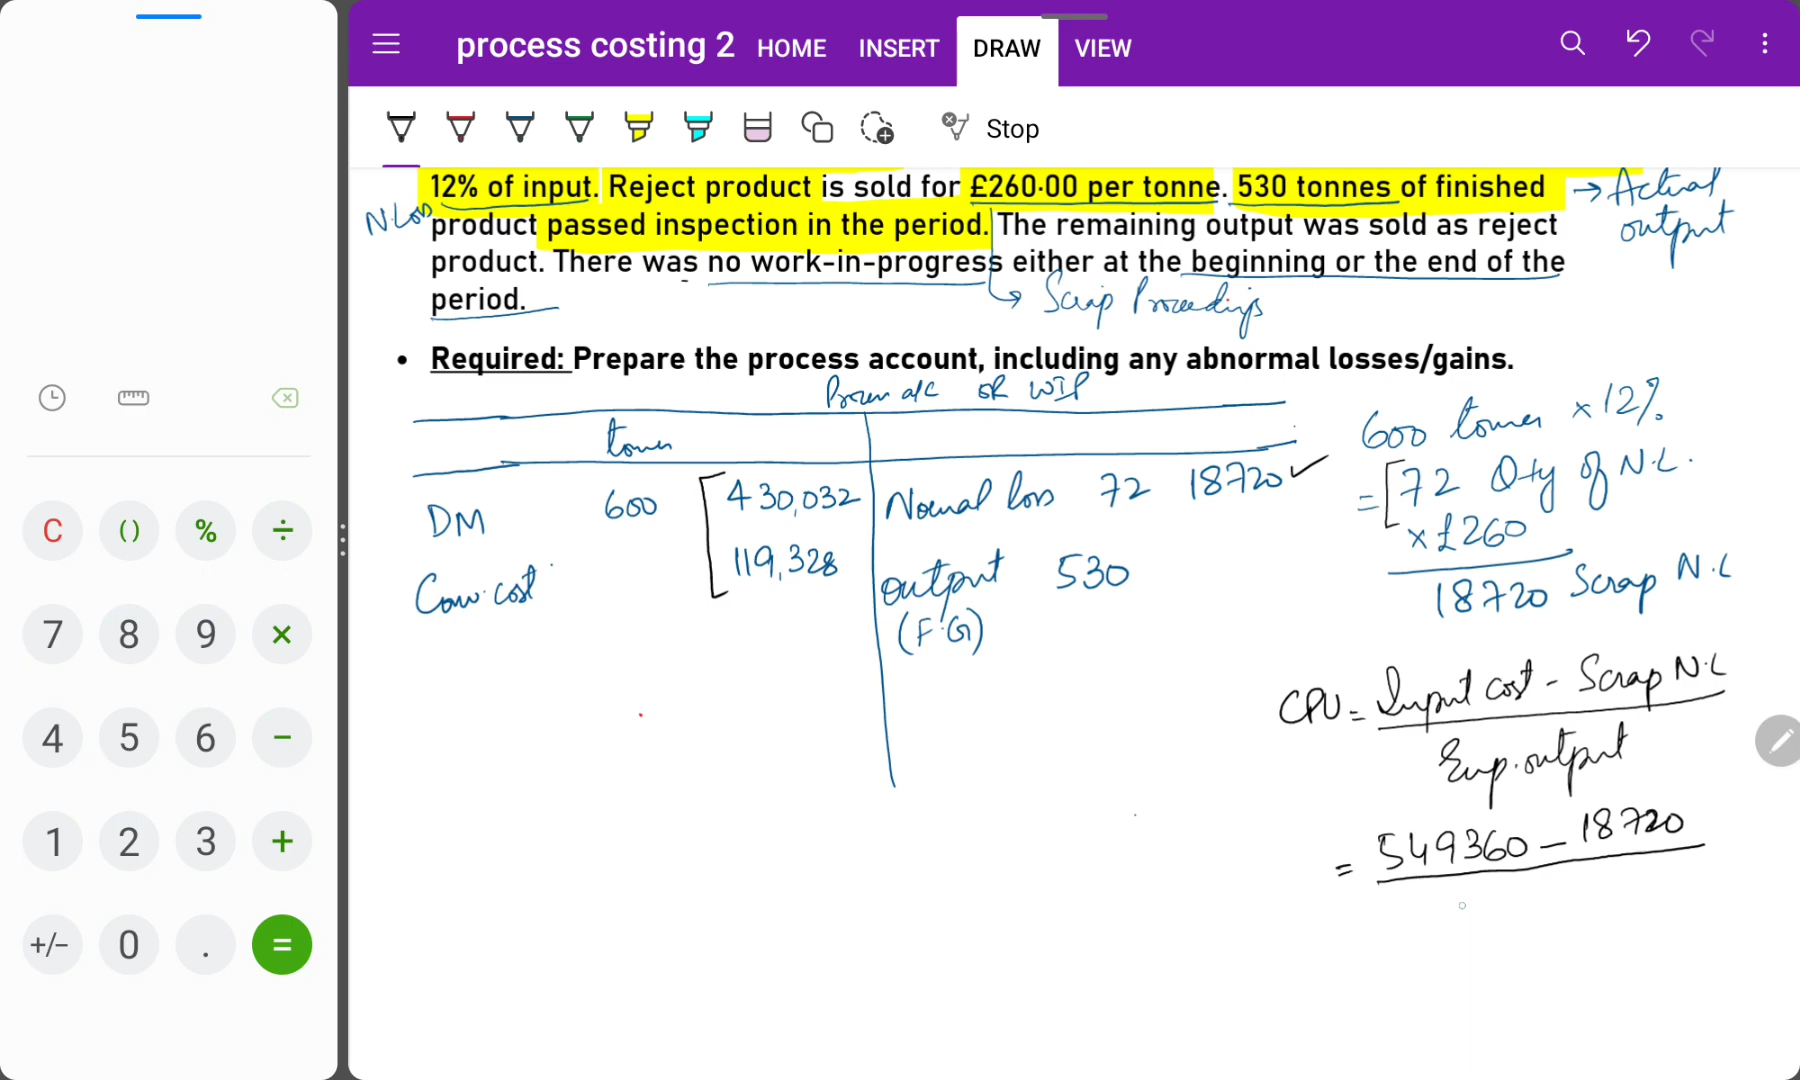 process costing 2 HOME INSERT DRAW VIEW
Stop
12% of input. Reject product is sold for £260·00 per tonne. 530 tonnes of finished → Actual
N Loss product passed inspection in the period. The remaining output was sold as reject output
product. There was no work-in-progress either at the beginning or the end of the
period. → Scrap Proceedings
• Required: Prepare the process account, including any abnormal losses/gains.
Process a/c OR WIP
tonnes
DM 600 430,032 Normal loss 72 18720 ✓
Conv. cost 119,328 output 530
(F.G)
600 tonnes × 12%
= 72 Qty of N.L.
× £260
18720 Scrap N.L
CPU = Input cost - Scrap N.L
Exp. output
= 549360 - 18720
C () % ÷
7 8 9 ×
4 5 6 −
1 2 3 +
+/− 0 . =